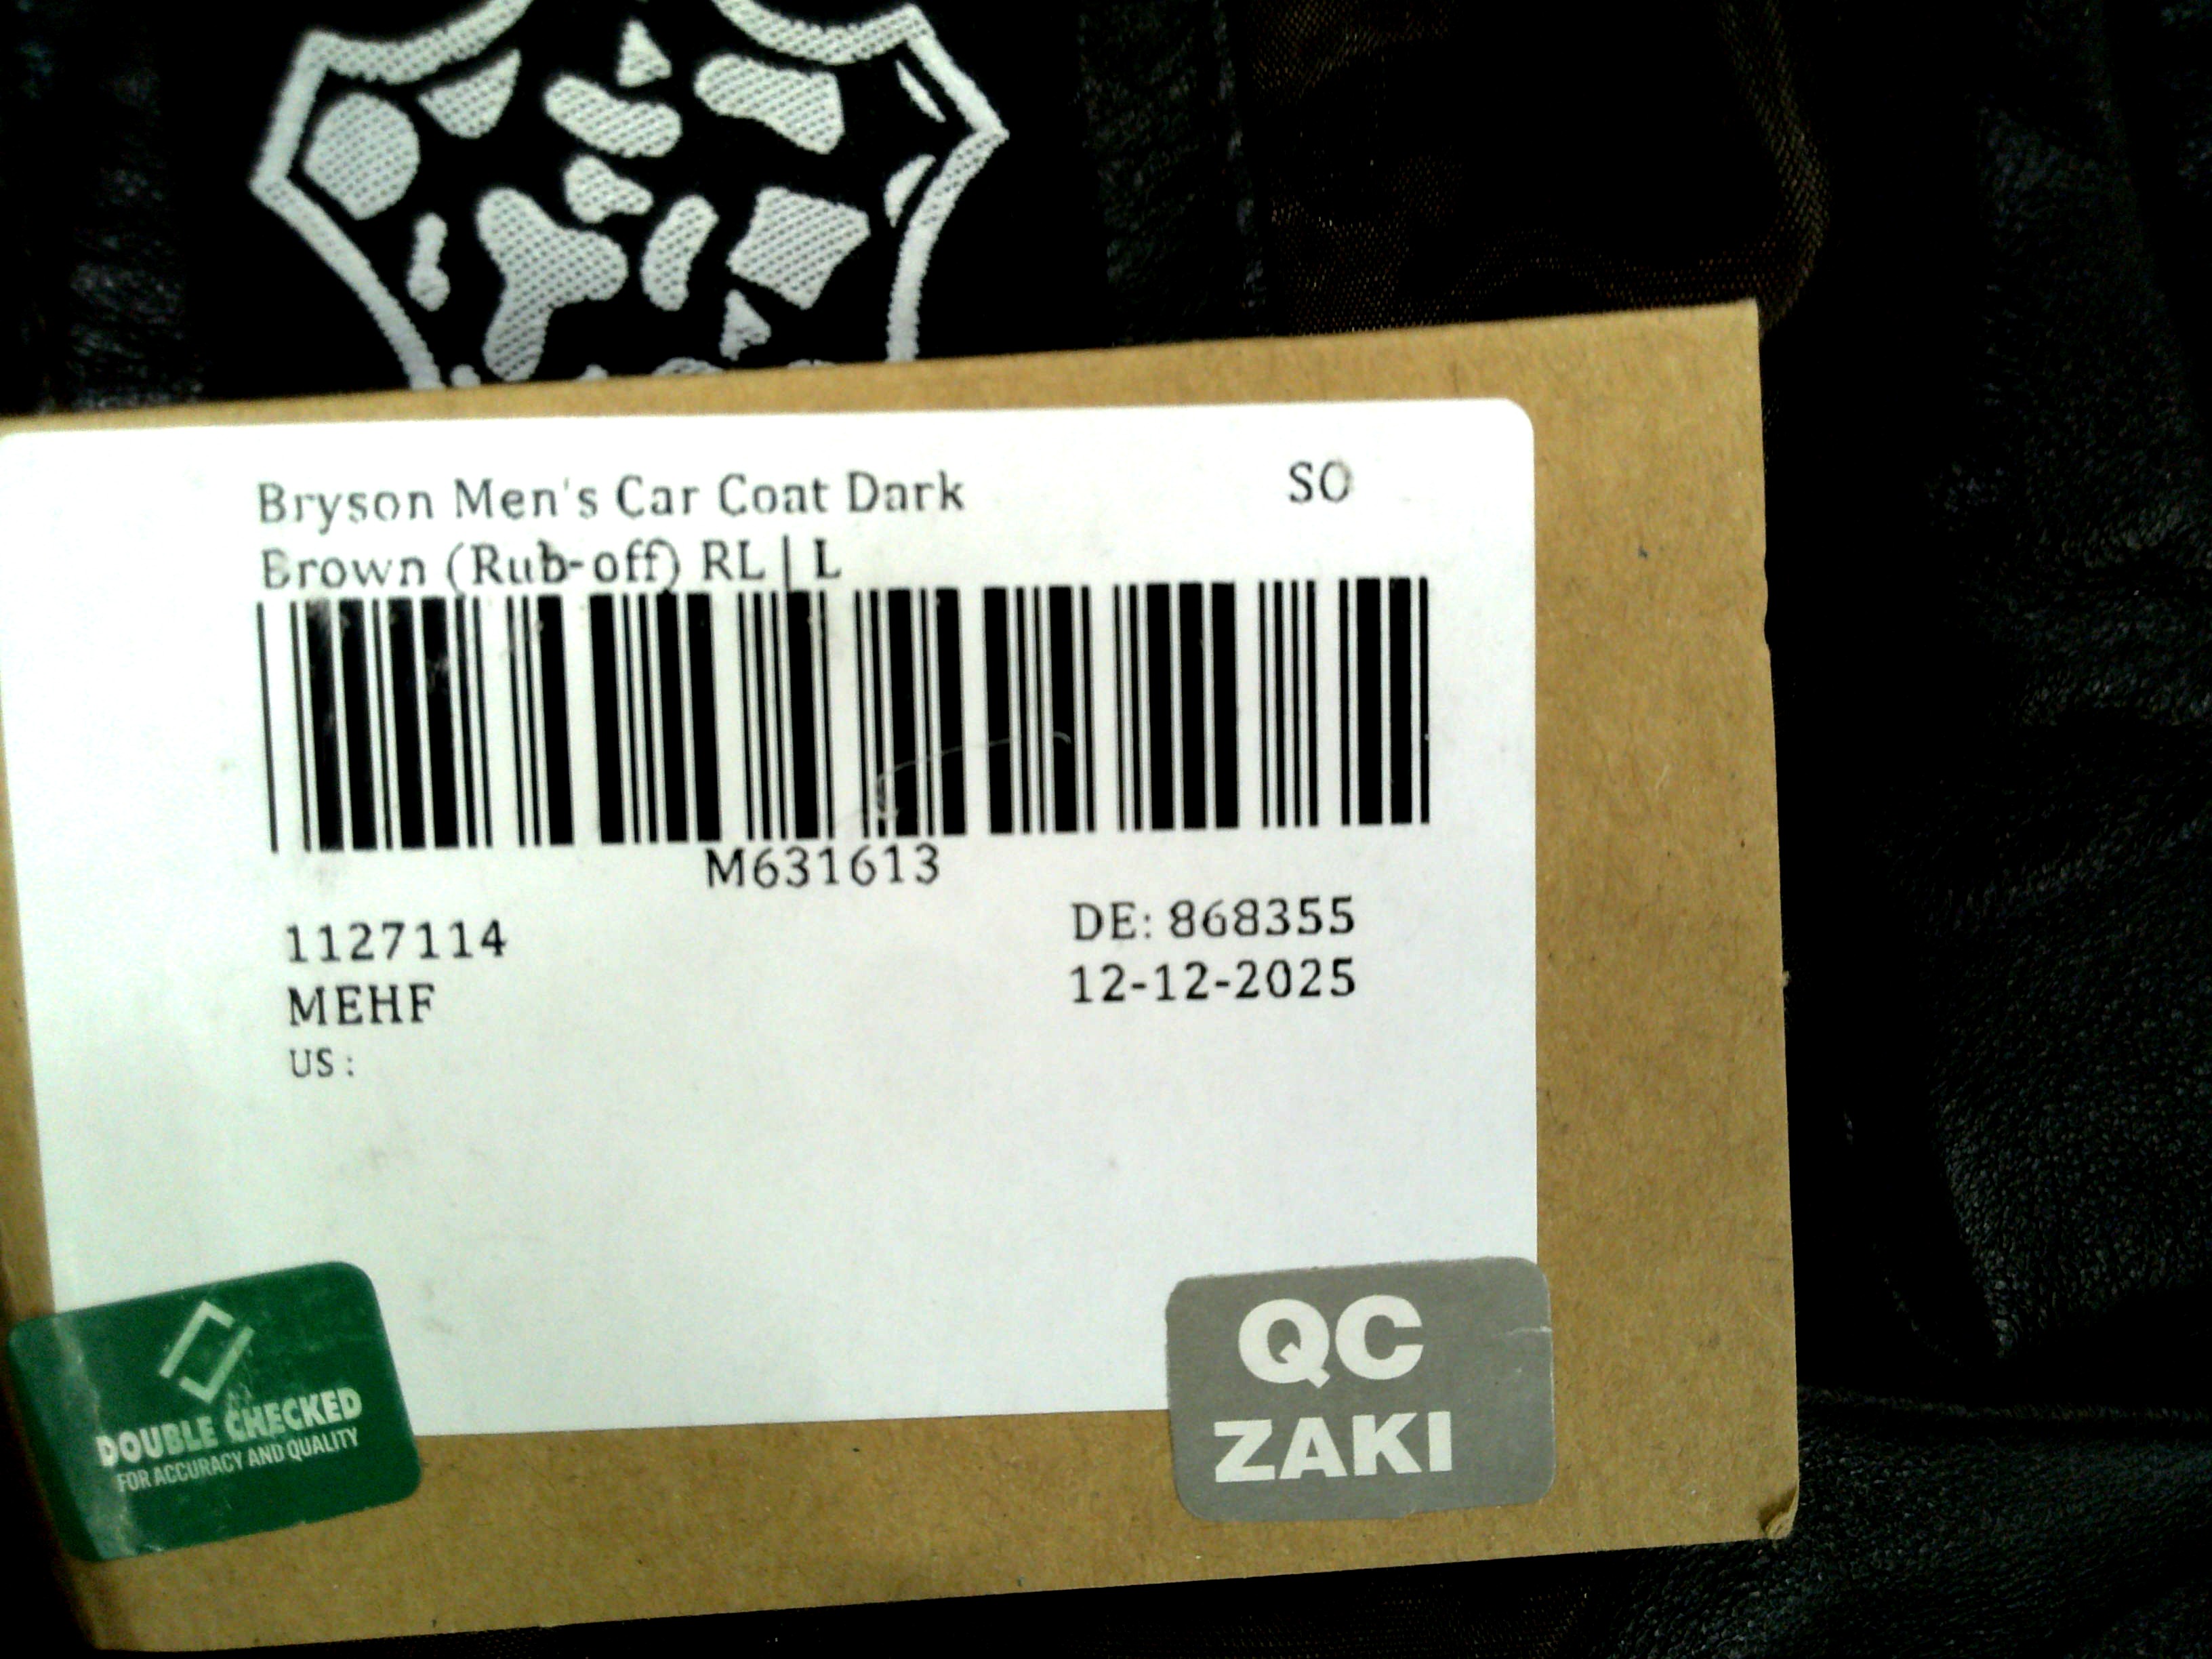 Bryson Men's Car Coat Dark
Brown (Rub-off) RL | L
SO
M631613
1127114
MEHF
US :
DE: 868355
12-12-2025
DOUBLE CHECKED
FOR ACCURACY AND QUALITY
QC
ZAKI